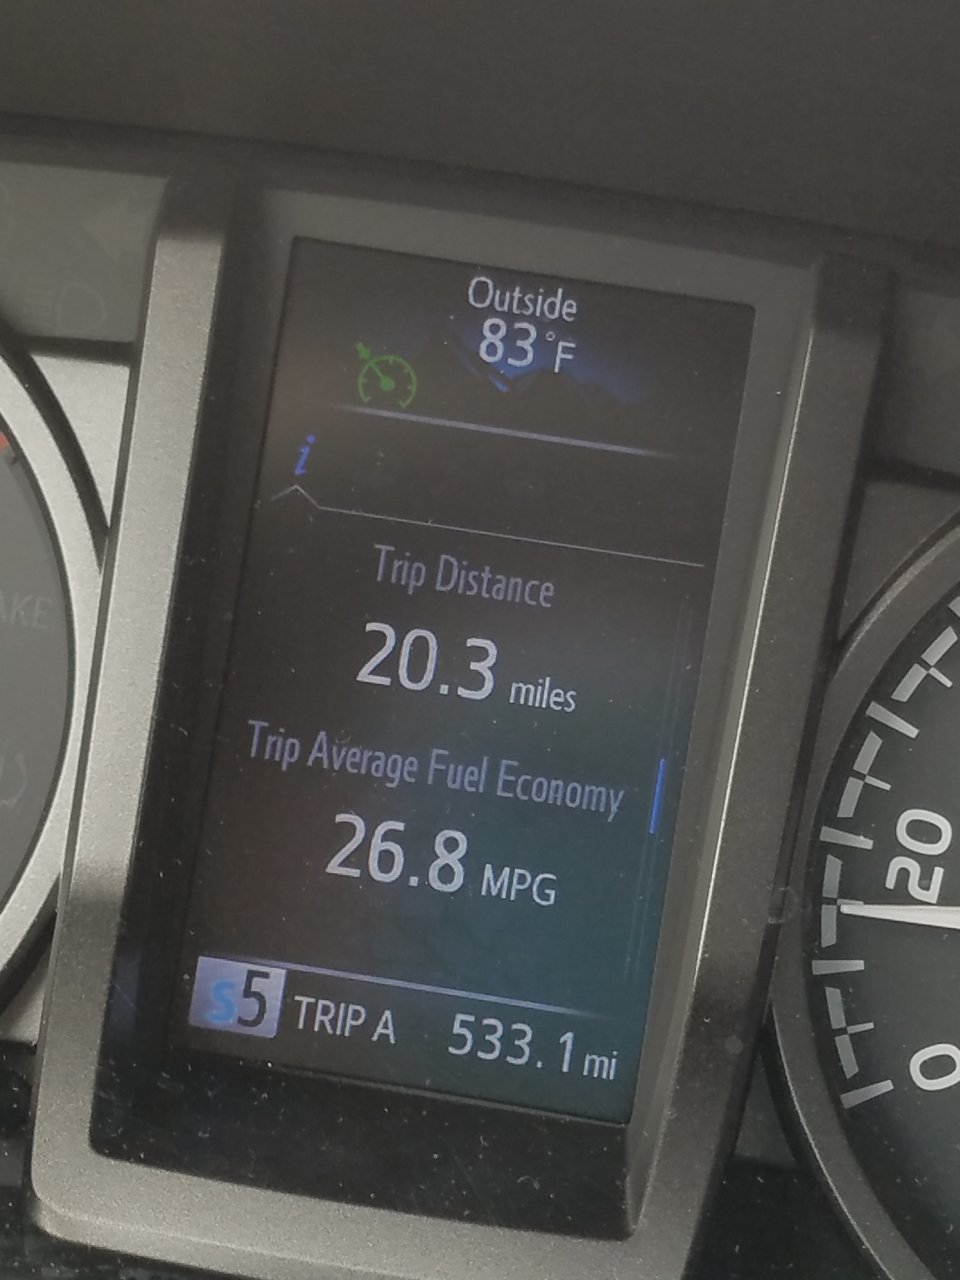 Outside
83°F
i
Trip Distance
20.3 miles
Trip Average Fuel Economy
26.8 MPG
S5 TRIP A 533.1 mi
AKE
20
0